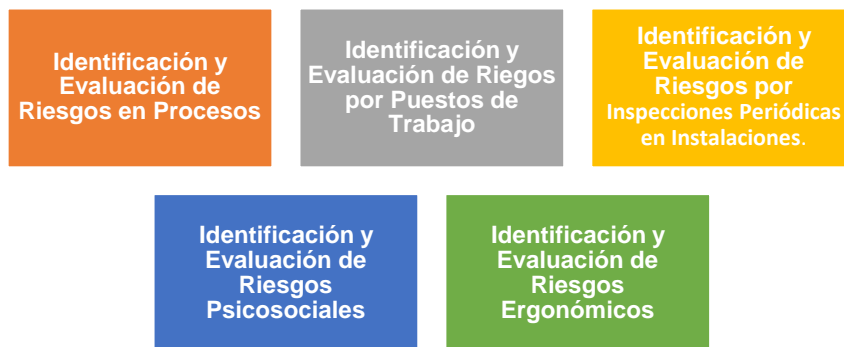 Identificación y
Evaluación de
Riesgos en Procesos
Identificación y
Evaluación de Riegos
por Puestos de
Trabajo
Identificación y
Evaluación de
Riesgos por
Inspecciones Periódicas
en Instalaciones.
Identificación y
Evaluación de
Riesgos
Psicosociales
Identificación y
Evaluación de
Riesgos
Ergonómicos